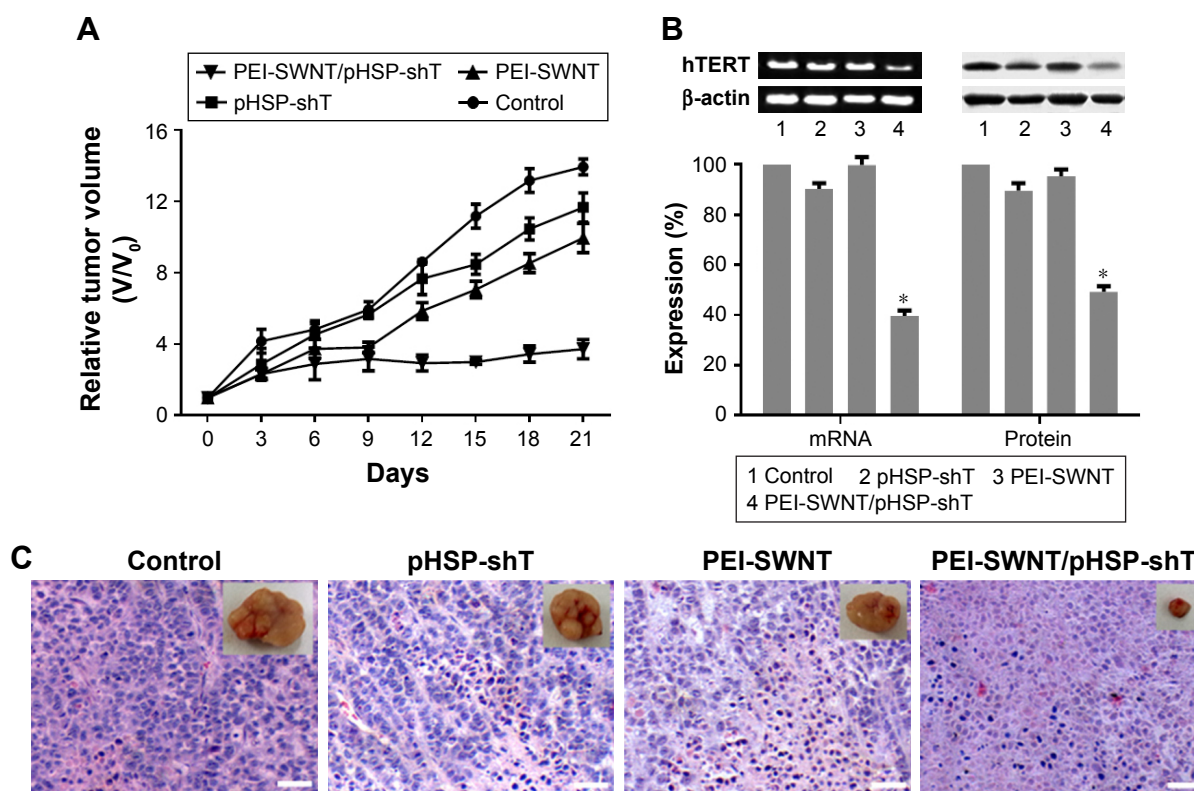 A
PEI-SWNT/pHSP-shT
PEI-SWNT
pHSP-shT
Control
Relative tumor volume
(V/V₀)
16
12
8
4
0
0 3 6 9 12 15 18 21
Days
B
hTERT
β-actin
1 2 3 4
1 2 3 4
Expression (%)
100
80
60
40
20
0
*
*
mRNA
Protein
1 Control 2 pHSP-shT 3 PEI-SWNT
4 PEI-SWNT/pHSP-shT
C
Control
pHSP-shT
PEI-SWNT
PEI-SWNT/pHSP-shT